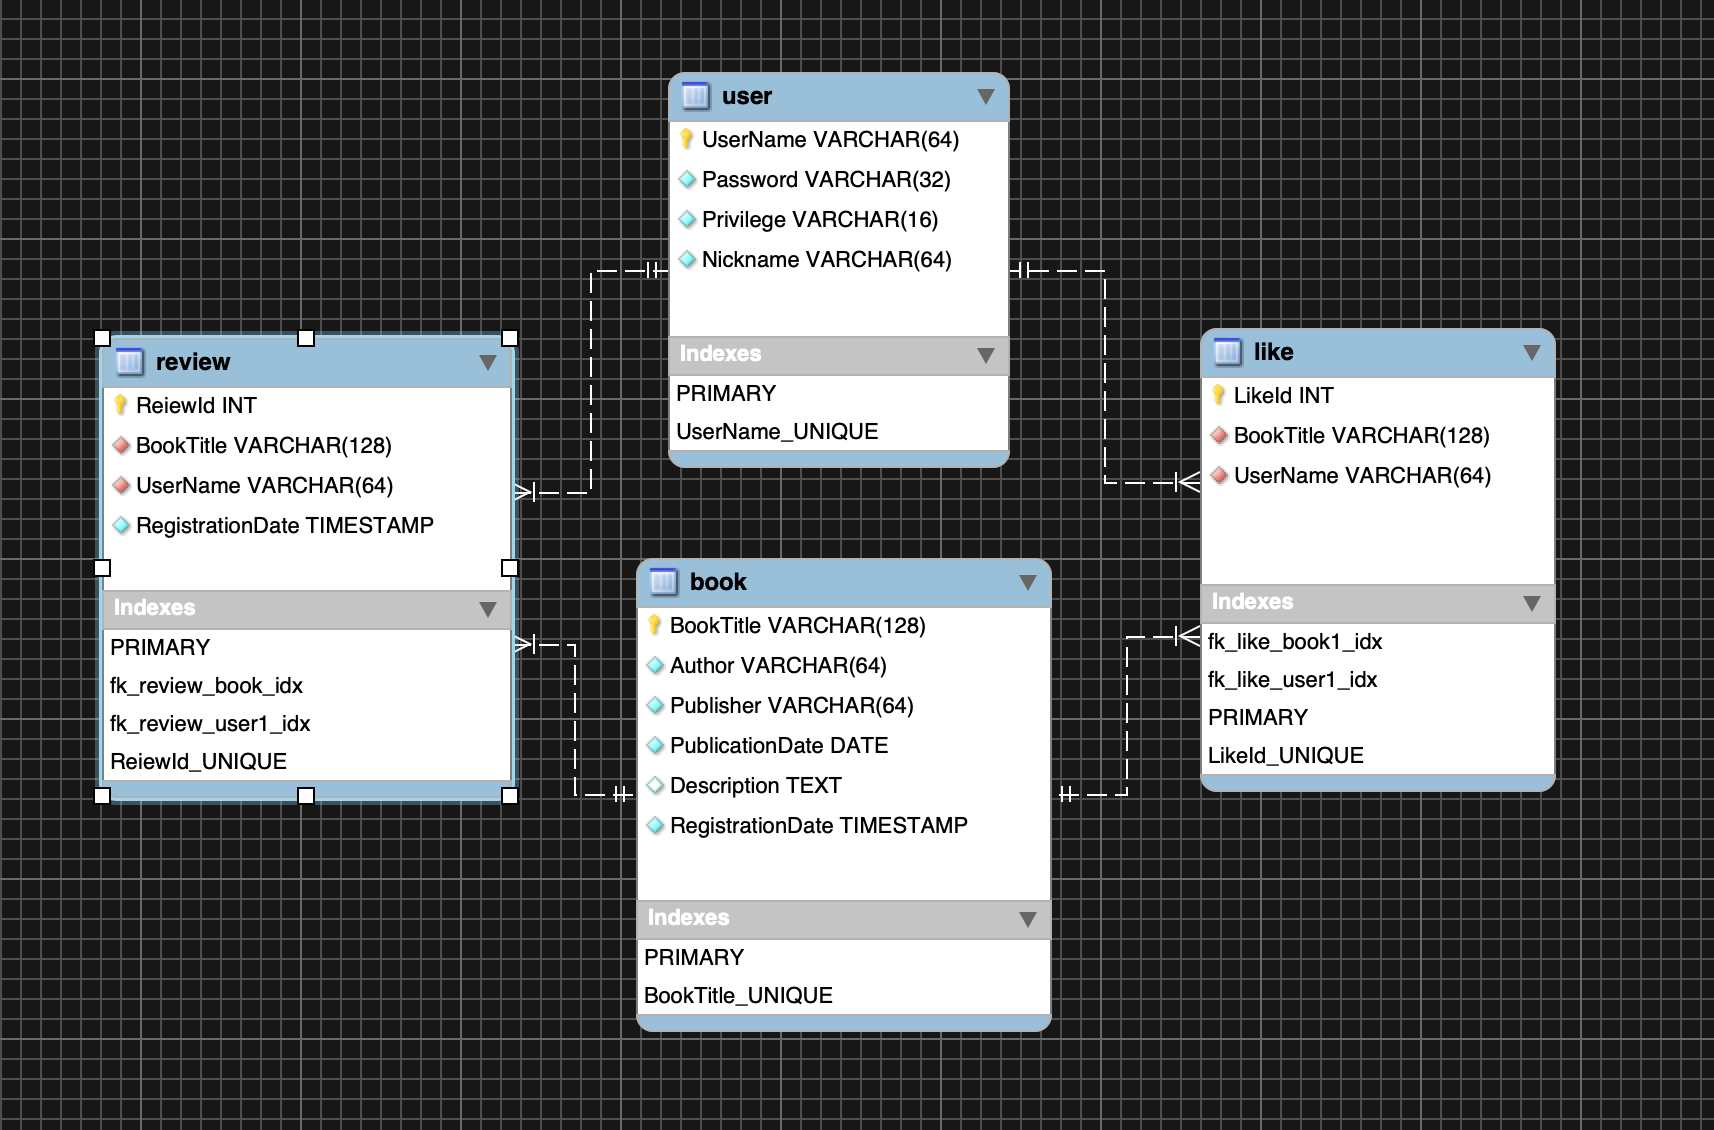 user
UserName VARCHAR(64)
Password VARCHAR(32)
Privilege VARCHAR(16)
Nickname VARCHAR(64)
Indexes
PRIMARY
UserName_UNIQUE
review
ReiewId INT
BookTitle VARCHAR(128)
UserName VARCHAR(64)
RegistrationDate TIMESTAMP
Indexes
PRIMARY
fk_review_book_idx
fk_review_user1_idx
ReiewId_UNIQUE
book
BookTitle VARCHAR(128)
Author VARCHAR(64)
Publisher VARCHAR(64)
PublicationDate DATE
Description TEXT
RegistrationDate TIMESTAMP
Indexes
PRIMARY
BookTitle_UNIQUE
like
LikeId INT
BookTitle VARCHAR(128)
UserName VARCHAR(64)
Indexes
fk_like_book1_idx
fk_like_user1_idx
PRIMARY
LikeId_UNIQUE